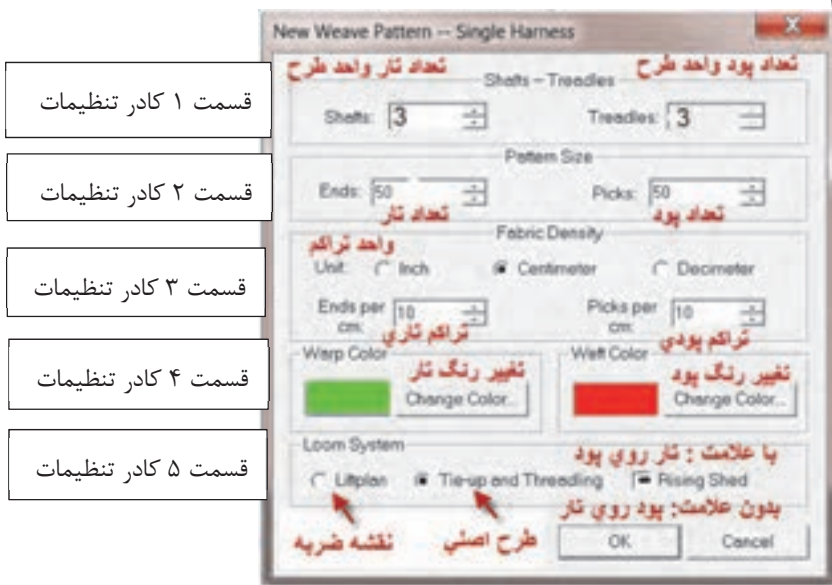 New Weave Pattern -- Single Harness
تعداد تار واحد طرح
تعداد پود واحد طرح
Shafts – Treadles
قسمت ۱ کادر تنظیمات
Shafts: 3
Treadles: 3
Pattern Size
قسمت ۲ کادر تنظیمات
Ends: 50
Picks: 50
تعداد تار
تعداد پود
Fabric Density
واحد تراکم
Unit: Inch Centimeter Decimeter
قسمت ۳ کادر تنظیمات
Ends per cm: 10
Picks per cm: 10
تراکم تاري
تراکم پودي
Warp Color
Weft Color
تغییر رنگ تار
تغییر رنگ پود
قسمت ۴ کادر تنظیمات
Change Color...
Change Color...
Loom System
با علامت : تار روي پود
قسمت ۵ کادر تنظیمات
Liftplan Tie-up and Threading Rising Shed
بدون علامت: پود روي تار
نقشه ضربه
طرح اصلي
OK
Cancel